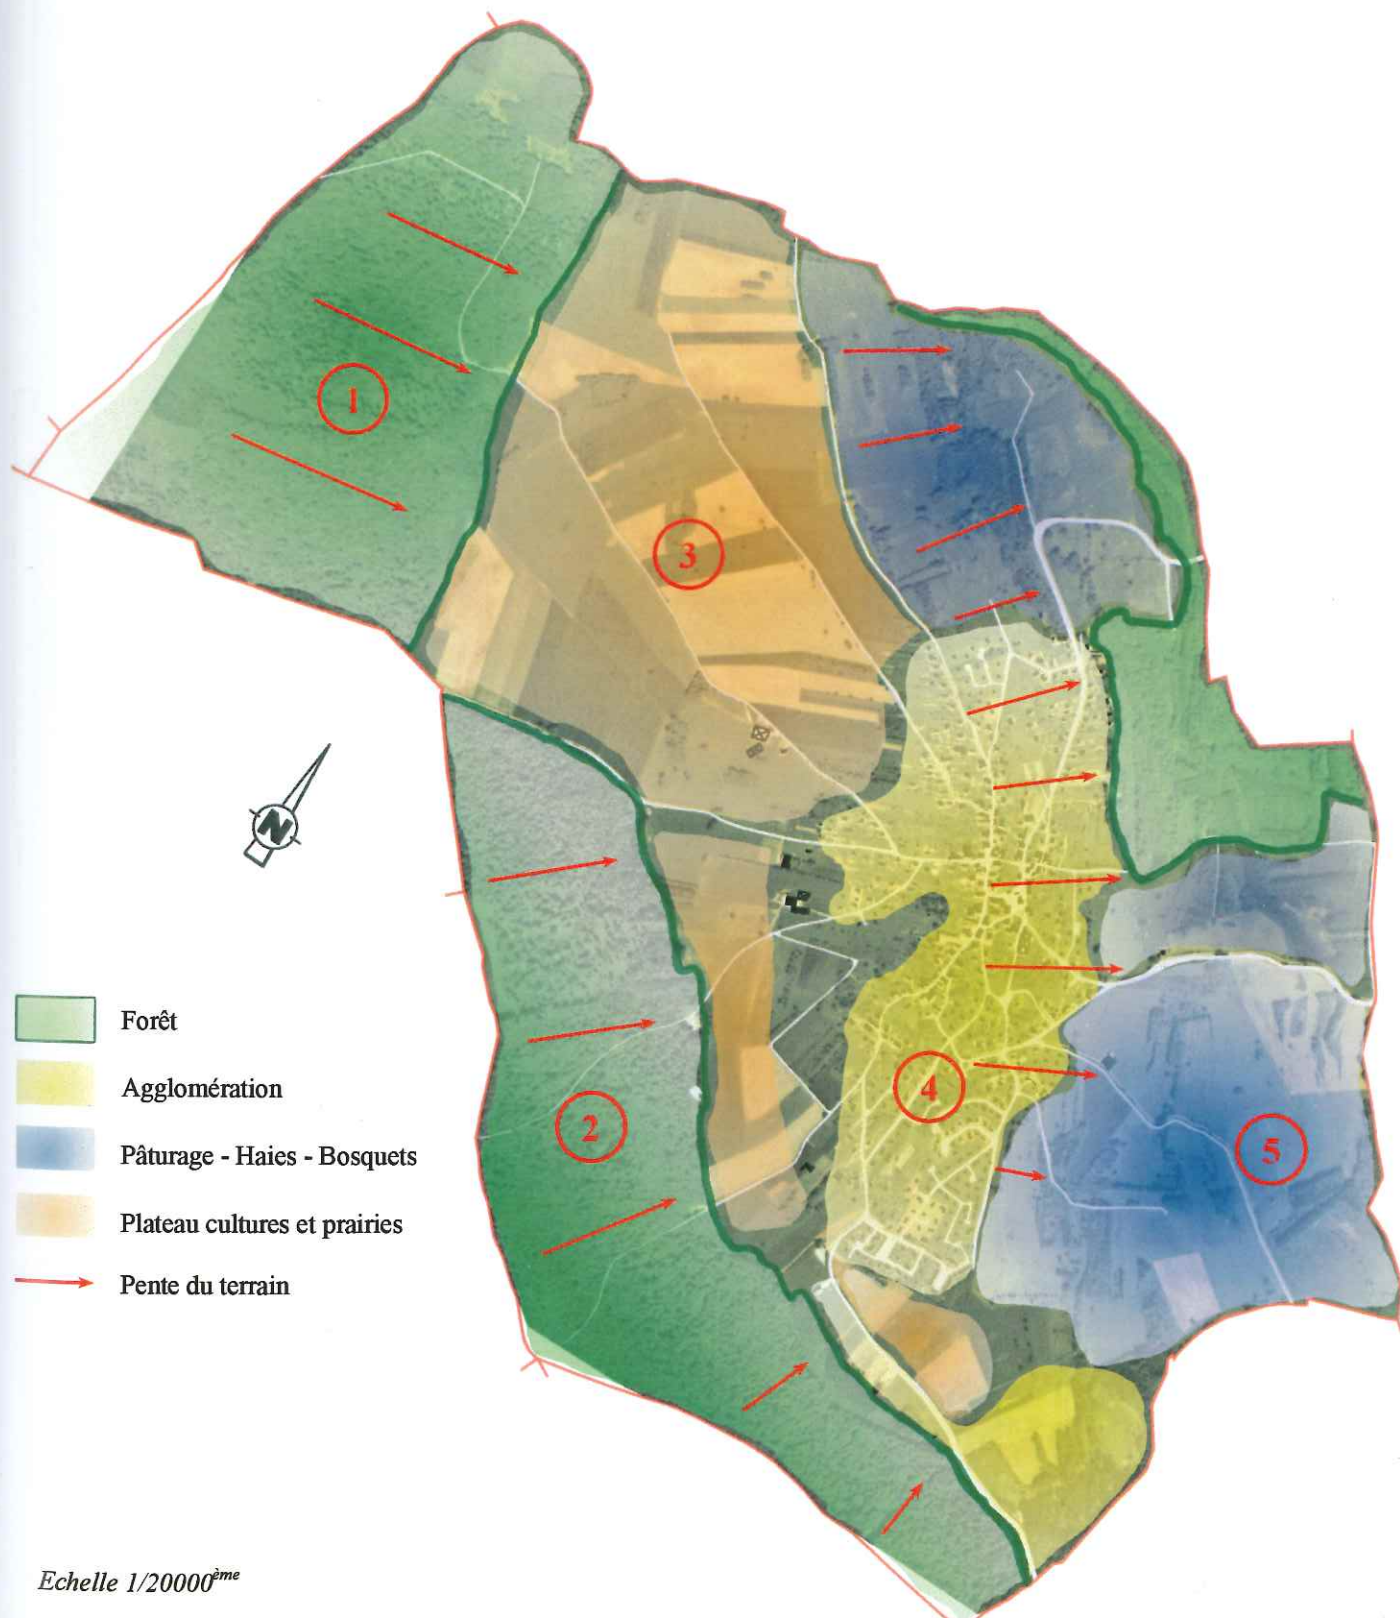 1
3
N
2
4
5
Forêt
Agglomération
Pâturage - Haies - Bosquets
Plateau cultures et prairies
Pente du terrain
Echelle 1/20000ème